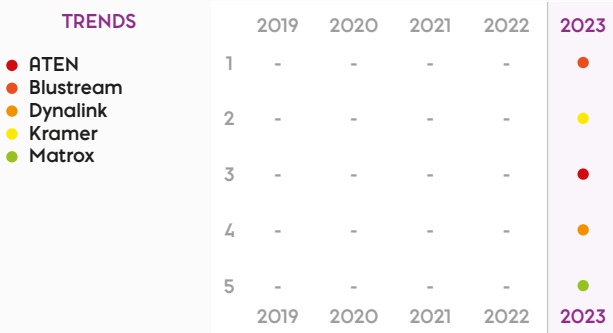 TRENDS
ATEN
Blustream
Dynalink
Kramer
Matrox
2019 2020 2021 2022 2023
1 - - - -
2 - - - -
3 - - - -
4 - - - -
5 - - - -
2019 2020 2021 2022 2023